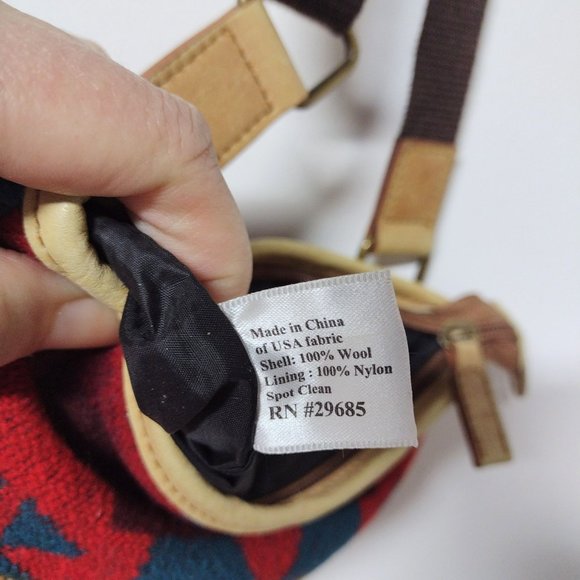 Made in China
of USA fabric
Shell: 100% Wool
Lining : 100% Nylon
Spot Clean
RN #29685